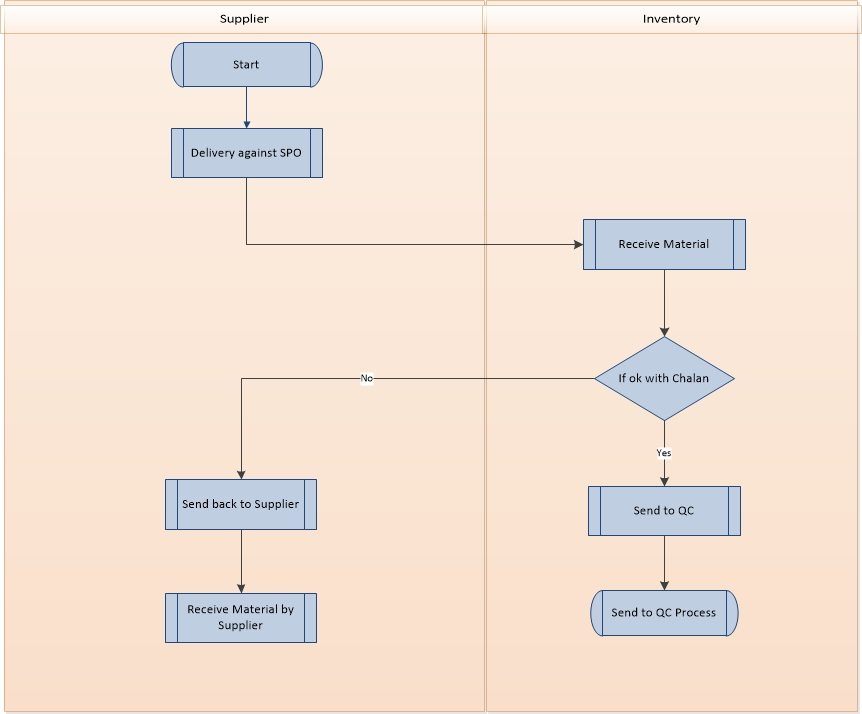 Supplier
Inventory
Start
Delivery against SPO
Receive Material
If ok with Chalan
No
Yes
Send back to Supplier
Send to QC
Receive Material by
Supplier
Send to QC Process